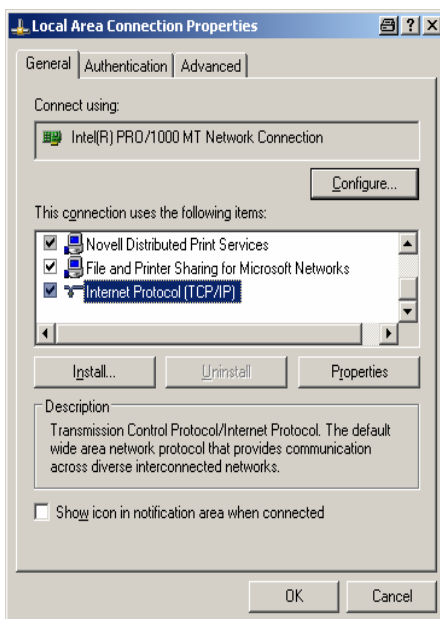 Local Area Connection Properties
General Authentication Advanced
Connect using:
Intel(R) PRO/1000 MT Network Connection
Configure...
This connection uses the following items:
Novell Distributed Print Services
File and Printer Sharing for Microsoft Networks
Internet Protocol (TCP/IP)
Install... Uninstall Properties
Description
Transmission Control Protocol/Internet Protocol. The default
wide area network protocol that provides communication
across diverse interconnected networks.
Show icon in notification area when connected
OK Cancel